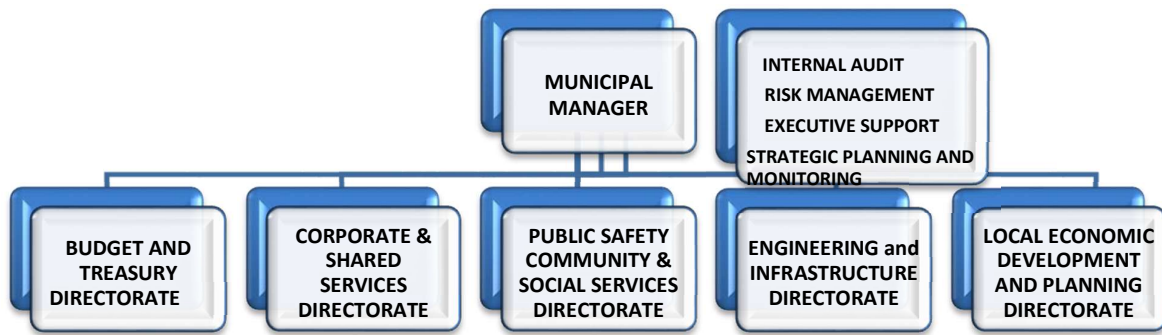 MUNICIPAL
MANAGER
INTERNAL AUDIT
RISK MANAGEMENT
EXECUTIVE SUPPORT
STRATEGIC PLANNING AND
MONITORING
BUDGET AND
TREASURY
DIRECTORATE
CORPORATE &
SHARED
SERVICES
DIRECTORATE
PUBLIC SAFETY
COMMUNITY &
SOCIAL SERVICES
DIRECTORATE
ENGINEERING and
INFRASTRUCTURE
DIRECTORATE
LOCAL ECONOMIC
DEVELOPMENT
AND PLANNING
DIRECTORATE